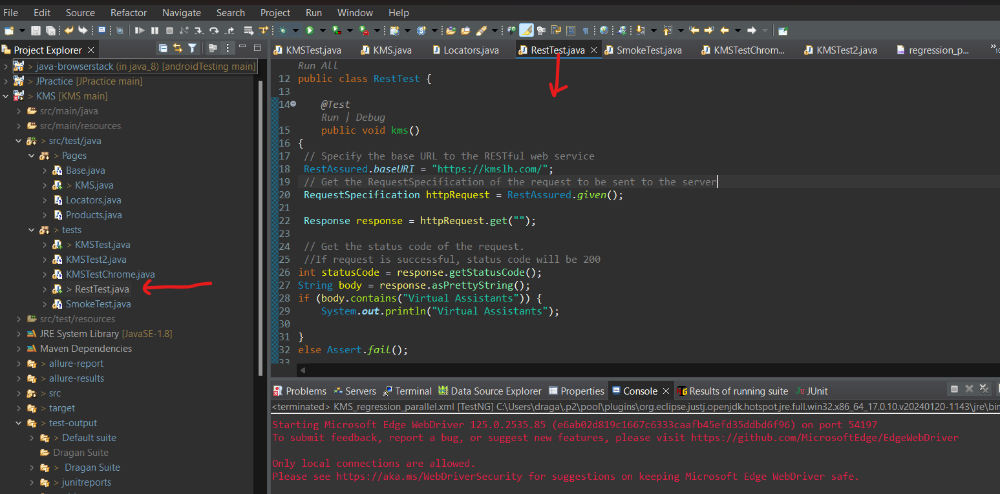 File Edit Source Refactor Navigate Search Project Run Window Help
Project Explorer
> java-browserstack (in java_8) [androidTesting main]
> JPractice [JPractice main]
> KMS [KMS main]
src/main/java
src/main/resources
> src/test/java
> Pages
Base.java
> KMS.java
Locators.java
Products.java
> tests
> KMSTest.java
KMSTest2.java
KMSTestChrome.java
> RestTest.java
SmokeTest.java
src/test/resources
JRE System Library [JavaSE-1.8]
Maven Dependencies
> allure-report
> allure-results
> src
> target
> test-output
> Default suite
Dragan Suite
> Dragan Suite
> junitreports
KMSTest.java KMS.java Locators.java RestTest.java SmokeTest.java KMSTestChrom... KMSTest2.java regression_p...
Run All
12 public class RestTest {
13
14 @Test
Run | Debug
15 public void kms()
16 {
17 // Specify the base URL to the RESTful web service
18 RestAssured.baseURI = "https://kmslh.com/";
19 // Get the RequestSpecification of the request to be sent to the server
20 RequestSpecification httpRequest = RestAssured.given();
21
22 Response response = httpRequest.get("");
23
24 // Get the status code of the request.
25 //If request is successful, status code will be 200
26 int statusCode = response.getStatusCode();
27 String body = response.asPrettyString();
28 if (body.contains("Virtual Assistants")) {
29 System.out.println("Virtual Assistants");
30
31 }
32 else Assert.fail();
33
Problems Servers Terminal Data Source Explorer Properties Console Results of running suite JUnit
<terminated> KMS_regression_parallel.xml [TestNG] C:\Users\draga\.p2\pool\plugins\org.eclipse.justj.openjdk.hotspot.jre.full.win32.x86_64_17.0.10.v20240120-1143\jre\bin
Starting Microsoft Edge WebDriver 125.0.2535.85 (e6ab02d819c1667c6333caafb45efd35ddbd6f96) on port 54197
To submit feedback, report a bug, or suggest new features, please visit https://github.com/MicrosoftEdge/EdgeWebDriver
Only local connections are allowed.
Please see https://aka.ms/WebDriverSecurity for suggestions on keeping Microsoft Edge WebDriver safe.